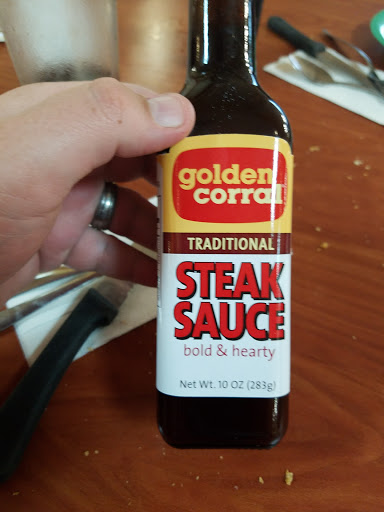 golden
corral
TRADITIONAL
STEAK
SAUCE
bold & hearty
Net Wt. 10 OZ (283g)